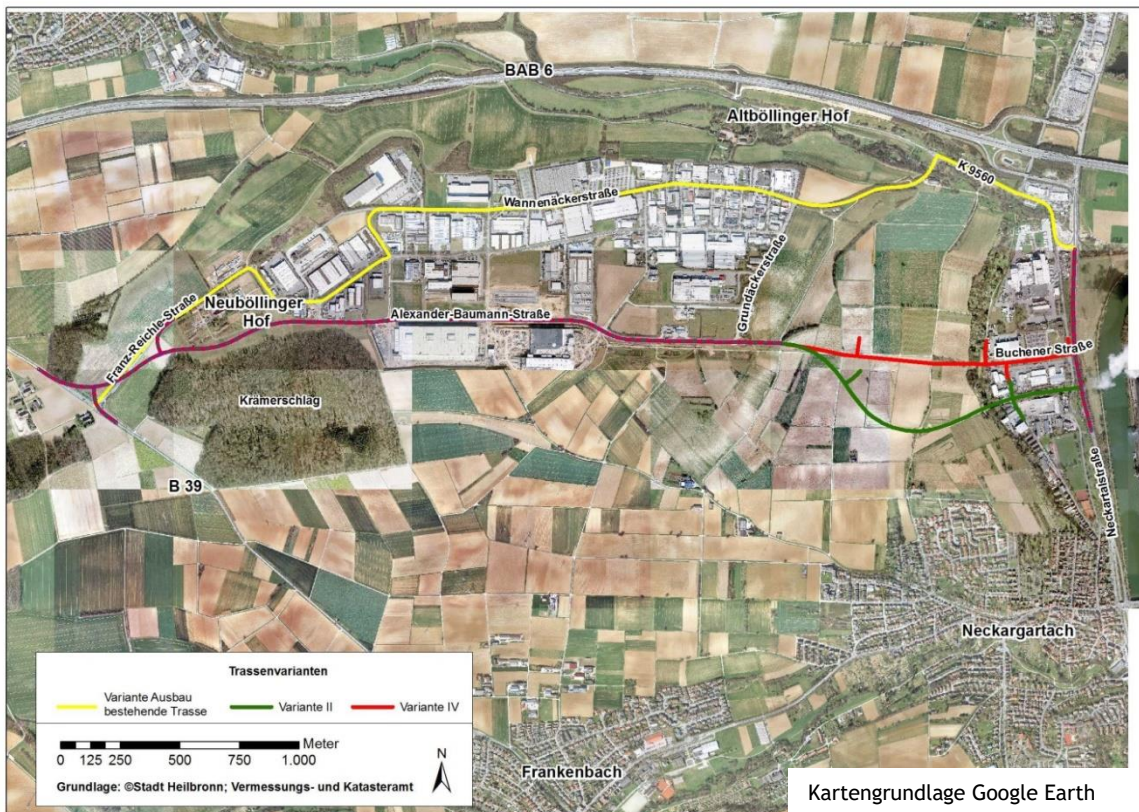 BAB 6
Altböllinger Hof
K 9560
Wannenäckerstraße
Grundäckerstraße
Neuböllinger
Hof
Franz-Reichle-Straße
Alexander-Baumann-Straße
Buchener Straße
Krämerschlag
B 39
Neckartalstraße
Neckargartach
Frankenbach
Trassenvarianten
Variante Ausbau
bestehende Trasse
Variante II
Variante IV
0 125 250 500 750 1.000 Meter
N
Grundlage: ©Stadt Heilbronn; Vermessungs- und Katasteramt
Kartengrundlage Google Earth